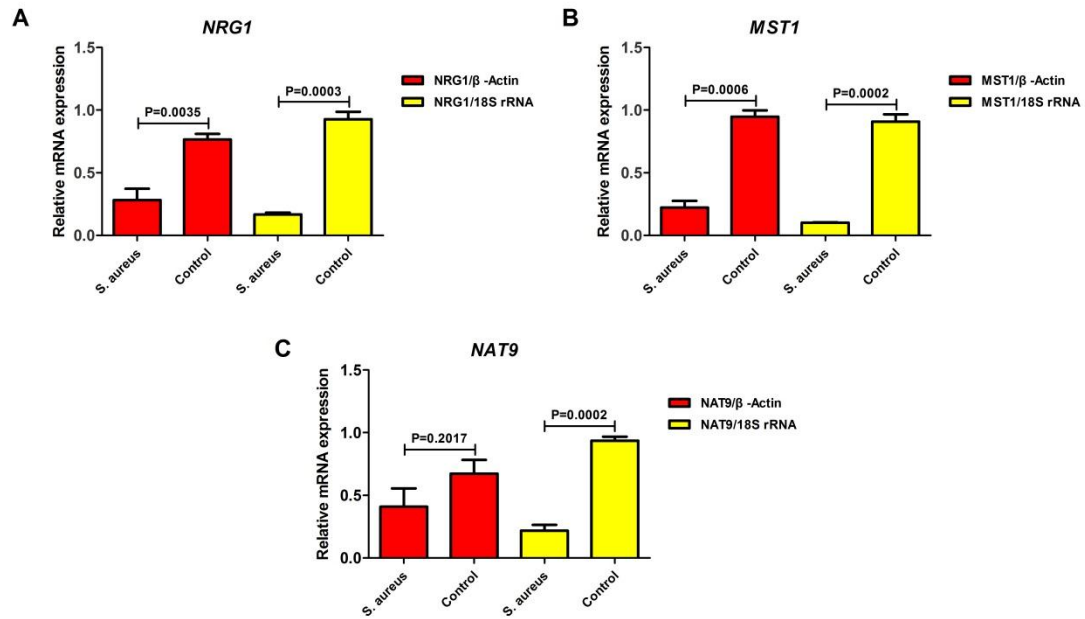 A
NRG1
Relative mRNA expression
1.5
1.0
0.5
0.0
P=0.0035
P=0.0003
S. aureus
Control
S. aureus
Control
NRG1/β -Actin
NRG1/18S rRNA
B
MST1
Relative mRNA expression
1.5
1.0
0.5
0.0
P=0.0006
P=0.0002
S. aureus
Control
S. aureus
Control
MST1/β -Actin
MST1/18S rRNA
C
NAT9
Relative mRNA expression
1.5
1.0
0.5
0.0
P=0.2017
P=0.0002
S. aureus
Control
S. aureus
Control
NAT9/β -Actin
NAT9/18S rRNA